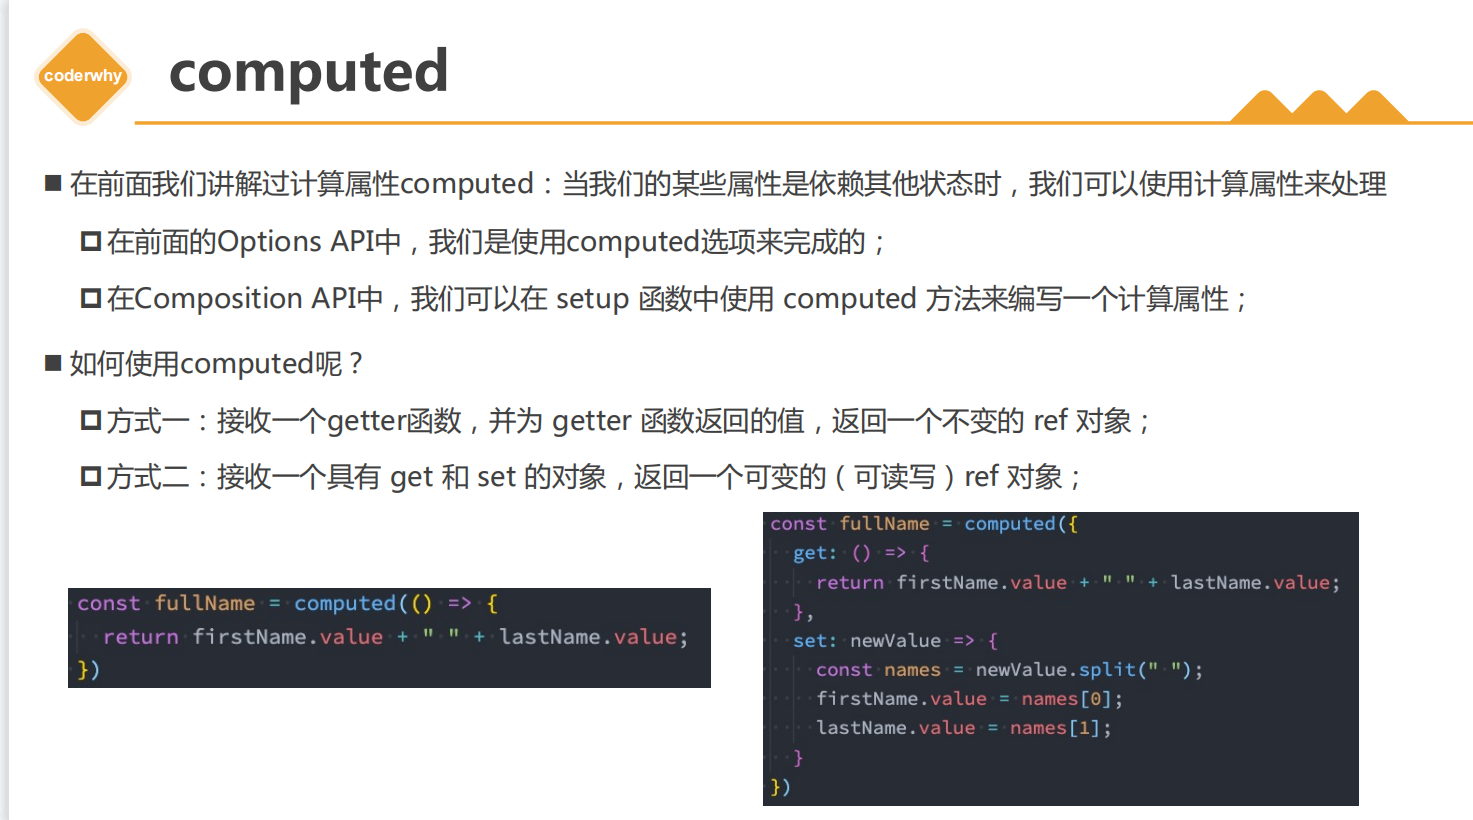 coderwhy
computed
在前面我们讲解过计算属性computed：当我们的某些属性是依赖其他状态时，我们可以使用计算属性来处理
在前面的Options API中，我们是使用computed选项来完成的；
在Composition API中，我们可以在 setup 函数中使用 computed 方法来编写一个计算属性；
如何使用computed呢？
方式一：接收一个getter函数，并为 getter 函数返回的值，返回一个不变的 ref 对象；
方式二：接收一个具有 get 和 set 的对象，返回一个可变的（可读写）ref 对象；
const fullName = computed(() => {
return firstName.value + " " + lastName.value;
})
const fullName = computed({
get: () => {
return firstName.value + " " + lastName.value;
},
set: newValue => {
const names = newValue.split(" ");
firstName.value = names[0];
lastName.value = names[1];
}
})